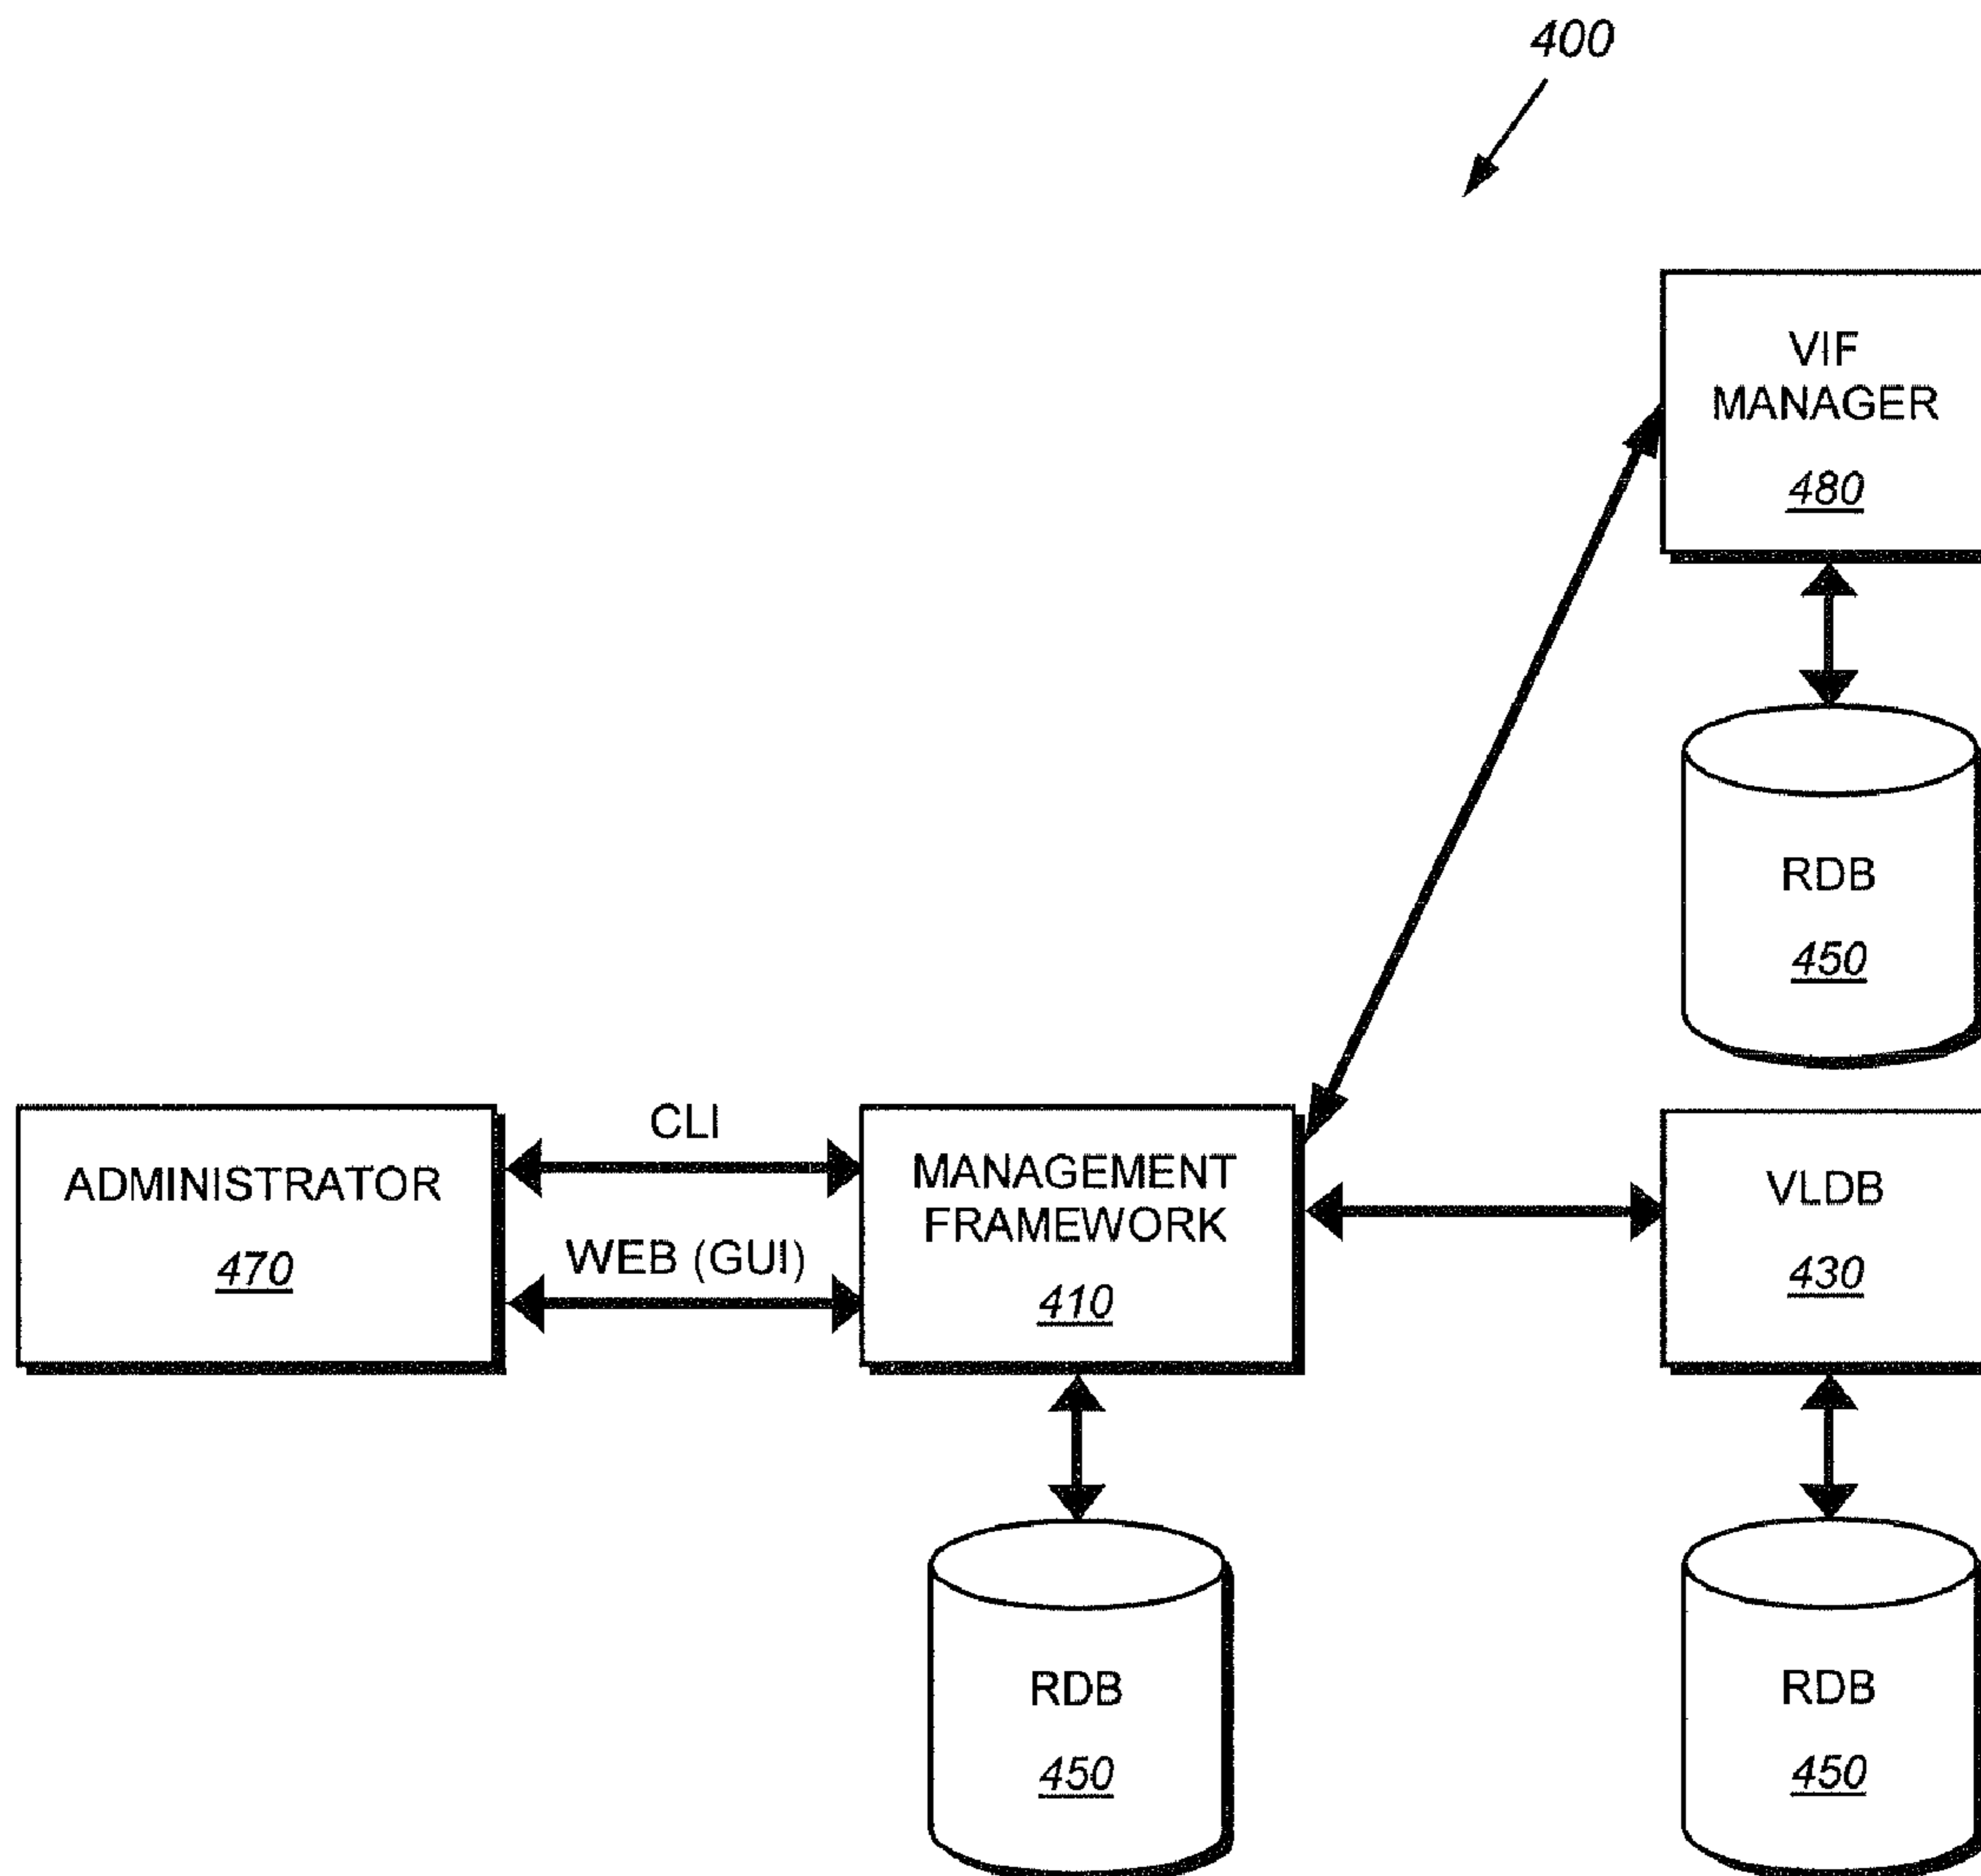 400
VIF
MANAGER
480
RDB
450
ADMINISTRATOR
470
CLI
WEB (GUI)
MANAGEMENT
FRAMEWORK
410
VLDB
430
RDB
450
RDB
450